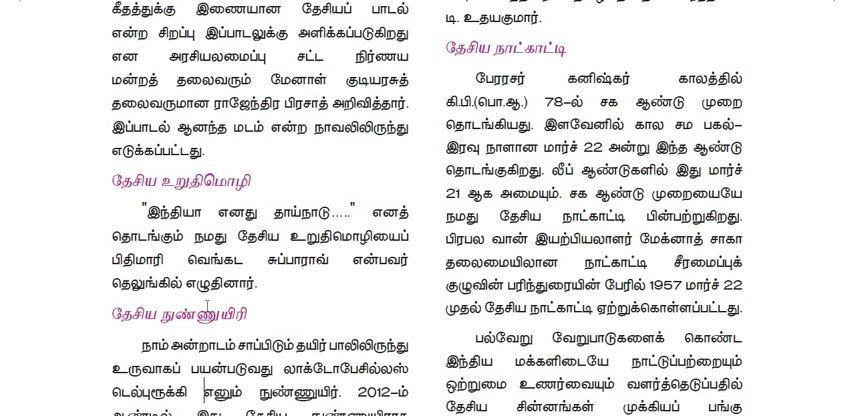 கீதத்துக்கு இணையான தேசியப் பாடல்
என்ற சிறப்பு இப்பாடலுக்கு அளிக்கப்படுகிறது
என அரசியலமைப்பு சட்ட நிர்ணய
மன்றத் தலைவரும் மேனாள் குடியரசுத்
தலைவருமான ராஜேந்திர பிரசாத் அறிவித்தார்.
இப்பாடல் ஆனந்த மடம் என்ற நாவலிலிருந்து
எடுக்கப்பட்டது.
தேசிய உறுதிமொழி
"இந்தியா எனது தாய்நாடு....." எனத்
தொடங்கும் நமது தேசிய உறுதிமொழியைப்
பிதிமாரி வெங்கட சுப்பாராவ் என்பவர்
தெலுங்கில் எழுதினார்.
தேசிய நுண்ணுயிரி
நாம் அன்றாடம் சாப்பிடும் தயிர் பாலிலிருந்து
உருவாகப் பயன்படுவது லாக்டோபேசில்லஸ்
டெல்புரூக்கி எனும் நுண்ணுயிர். 2012-ம்
ஆண்டில் இது தேசிய நுண்ணுயிராக
டி. உதயகுமார்.
தேசிய நாட்காட்டி
பேரரசர் கனிஷ்கர் காலத்தில்
கி.பி.(பொ.ஆ.) 78-ல் சக ஆண்டு முறை
தொடங்கியது. இளவேனில் கால சம பகல்-
இரவு நாளான மார்ச் 22 அன்று இந்த ஆண்டு
தொடங்குகிறது. லீப் ஆண்டுகளில் இது மார்ச்
21 ஆக அமையும். சக ஆண்டு முறையையே
நமது தேசிய நாட்காட்டி பின்பற்றுகிறது.
பிரபல வான் இயற்பியலாளர் மேக்னாத் சாகா
தலைமையிலான நாட்காட்டி சீரமைப்புக்
குழுவின் பரிந்துரையின் பேரில் 1957 மார்ச் 22
முதல் தேசிய நாட்காட்டி ஏற்றுக்கொள்ளப்பட்டது.
பல்வேறு வேறுபாடுகளைக் கொண்ட
இந்திய மக்களிடையே நாட்டுப்பற்றையும்
ஒற்றுமை உணர்வையும் வளர்த்தெடுப்பதில்
தேசிய சின்னங்கள் முக்கியப் பங்கு